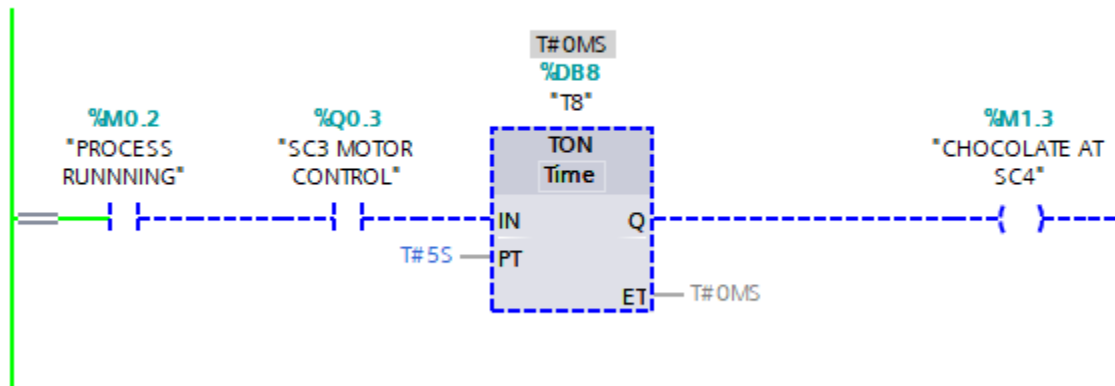 T#0MS
%DB8
"T8"
%M0.2
"PROCESS
RUNNNING"
%Q0.3
"SC3 MOTOR
CONTROL"
TON
Time
%M1.3
"CHOCOLATE AT
SC4"
IN
Q
T#5S
PT
ET
T#0MS